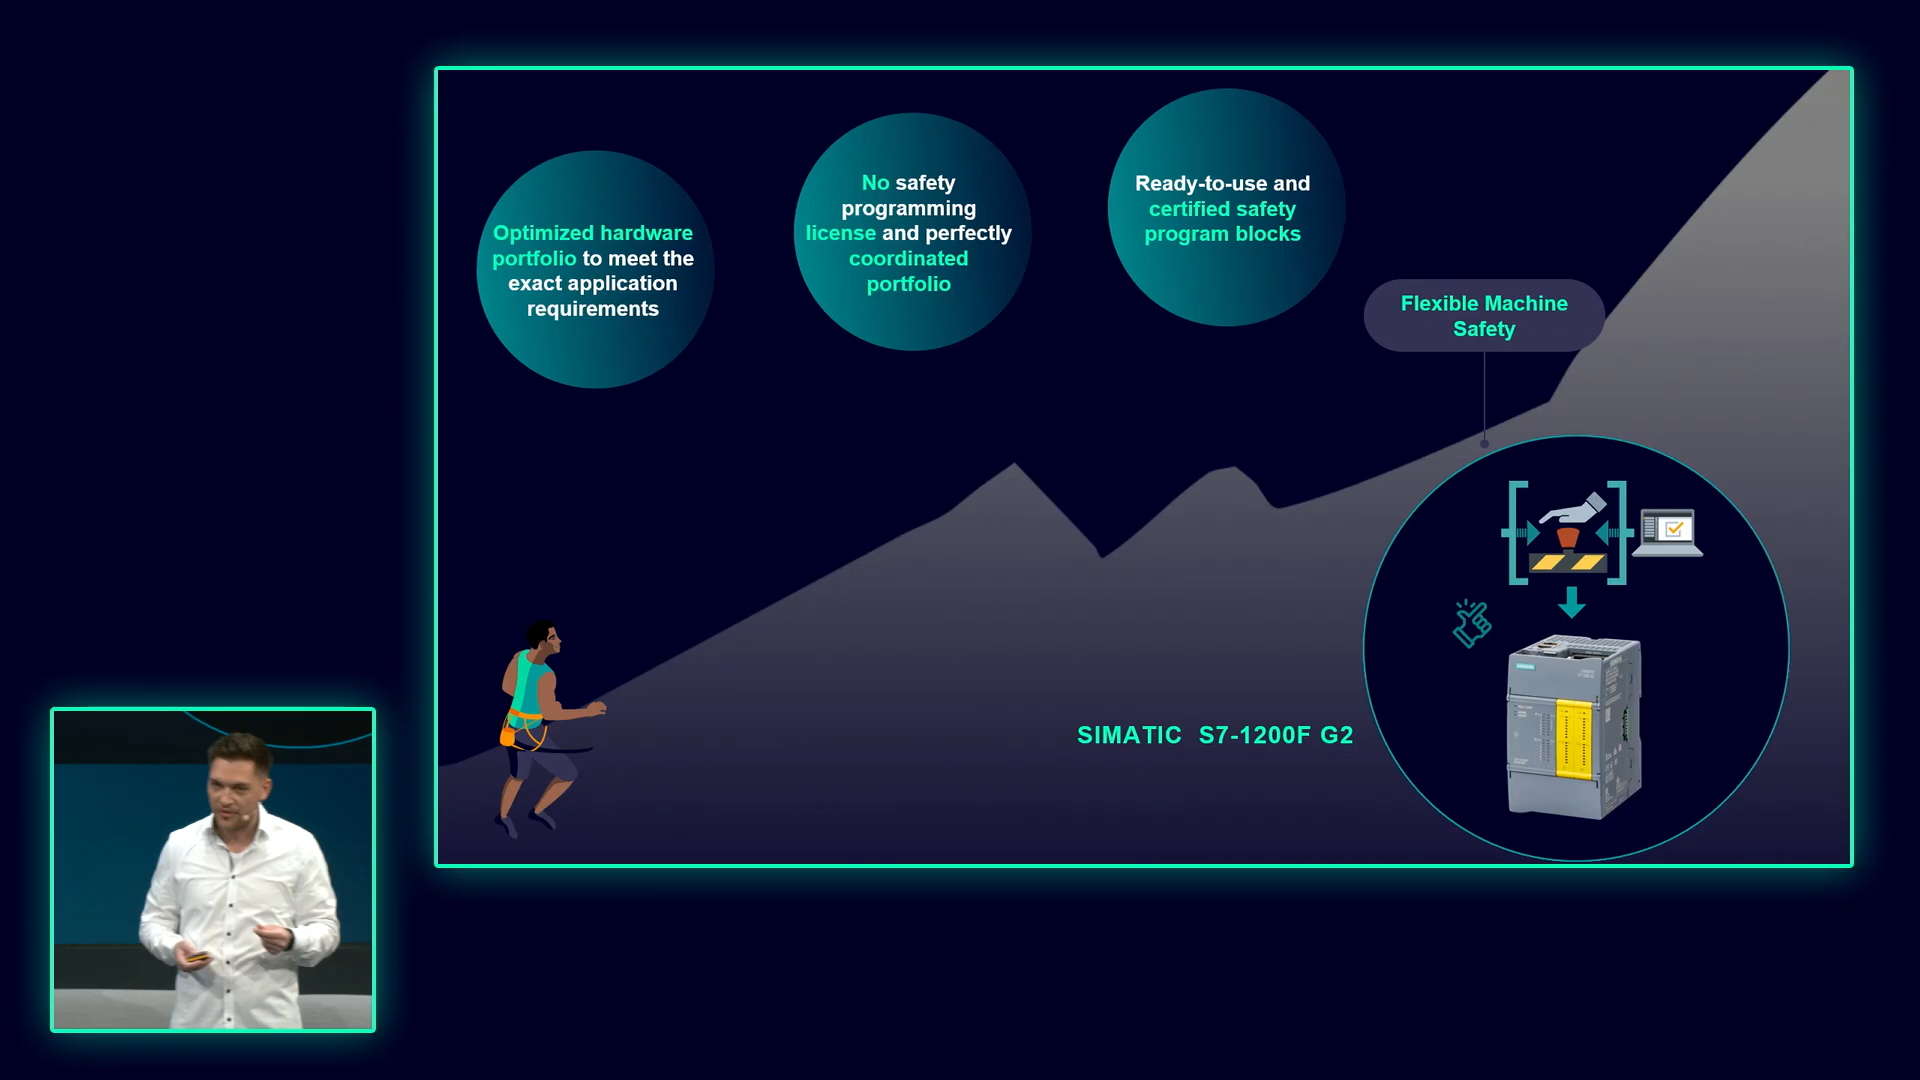 Optimized hardware
portfolio to meet the
exact application
requirements
No safety
programming
license and perfectly
coordinated
portfolio
Ready-to-use and
certified safety
program blocks
Flexible Machine
Safety
SIMATIC S7-1200F G2
SIEMENS